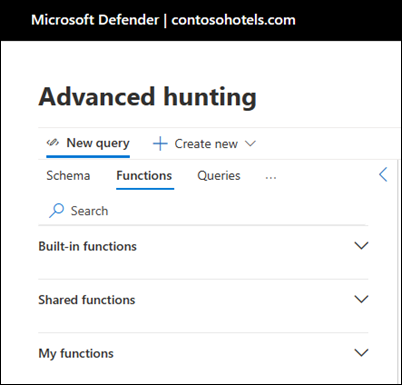 Microsoft Defender | contosohotels.com
Advanced hunting
New query Create new
Schema Functions Queries ...
Search
Built-in functions
Shared functions
My functions